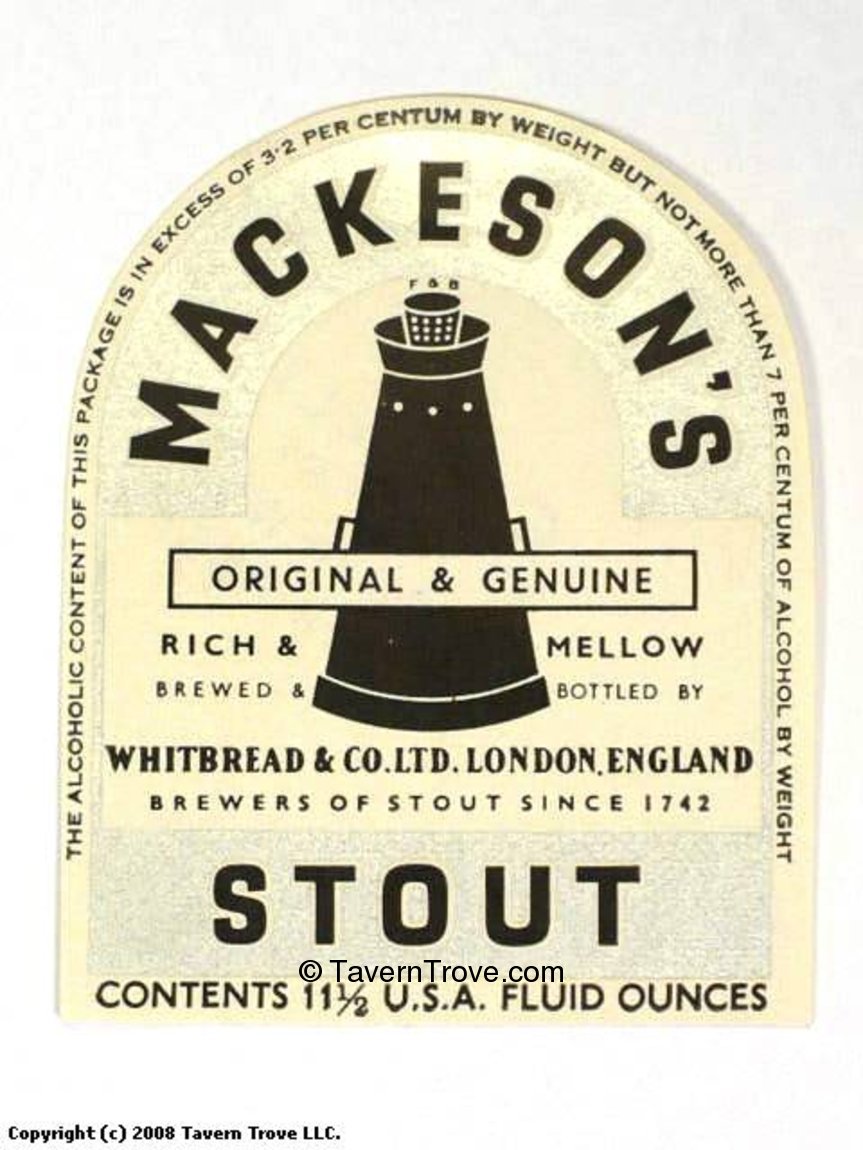 THE ALCOHOLIC CONTENT OF THIS PACKAGE IS IN EXCESS OF 3·2 PER CENTUM BY WEIGHT BUT NOT MORE THAN 7 PER CENTUM OF ALCOHOL BY WEIGHT
MACKESON'S
F & B
ORIGINAL & GENUINE
RICH & MELLOW
BREWED & BOTTLED BY
WHITBREAD & CO. LTD. LONDON, ENGLAND
BREWERS OF STOUT SINCE 1742
STOUT
© TavernTrove.com
CONTENTS 11½ U.S.A. FLUID OUNCES
Copyright (c) 2008 Tavern Trove LLC.